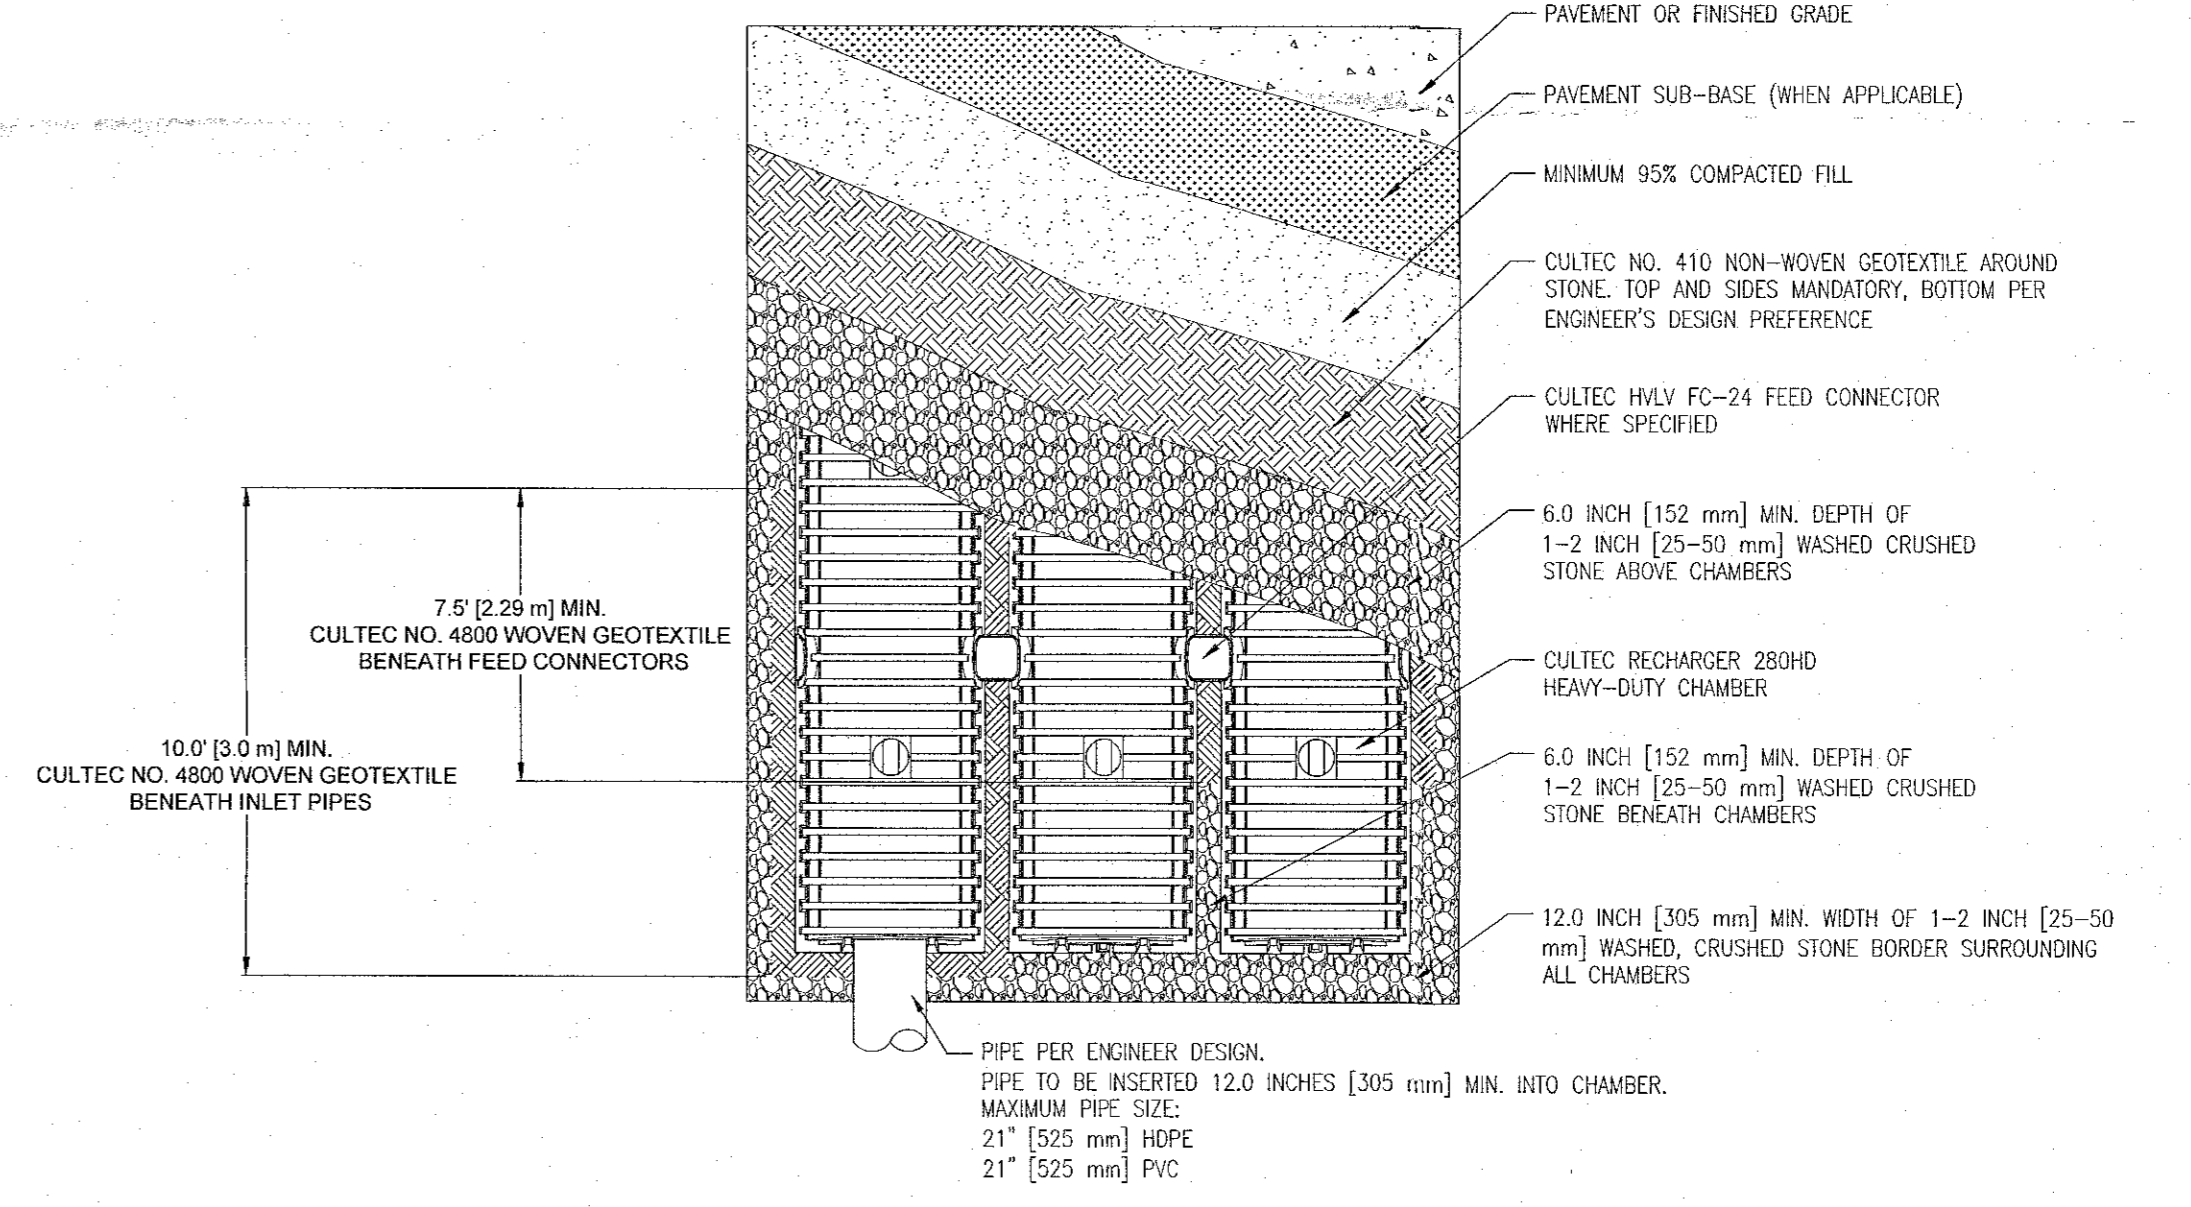 PAVEMENT OR FINISHED GRADE
PAVEMENT SUB-BASE (WHEN APPLICABLE)
MINIMUM 95% COMPACTED FILL
CULTEC NO. 410 NON-WOVEN GEOTEXTILE AROUND
STONE. TOP AND SIDES MANDATORY, BOTTOM PER
ENGINEER'S DESIGN PREFERENCE
CULTEC HVLV FC-24 FEED CONNECTOR
WHERE SPECIFIED
6.0 INCH [152 mm] MIN. DEPTH OF
1-2 INCH [25-50 mm] WASHED CRUSHED
STONE ABOVE CHAMBERS
7.5' [2.29 m] MIN.
CULTEC NO. 4800 WOVEN GEOTEXTILE
BENEATH FEED CONNECTORS
CULTEC RECHARGER 280HD
HEAVY-DUTY CHAMBER
10.0' [3.0 m] MIN.
CULTEC NO. 4800 WOVEN GEOTEXTILE
BENEATH INLET PIPES
6.0 INCH [152 mm] MIN. DEPTH OF
1-2 INCH [25-50 mm] WASHED CRUSHED
STONE BENEATH CHAMBERS
12.0 INCH [305 mm] MIN. WIDTH OF 1-2 INCH [25-50
mm] WASHED, CRUSHED STONE BORDER SURROUNDING
ALL CHAMBERS
PIPE PER ENGINEER DESIGN.
PIPE TO BE INSERTED 12.0 INCHES [305 mm] MIN. INTO CHAMBER.
MAXIMUM PIPE SIZE:
21" [525 mm] HDPE
21" [525 mm] PVC